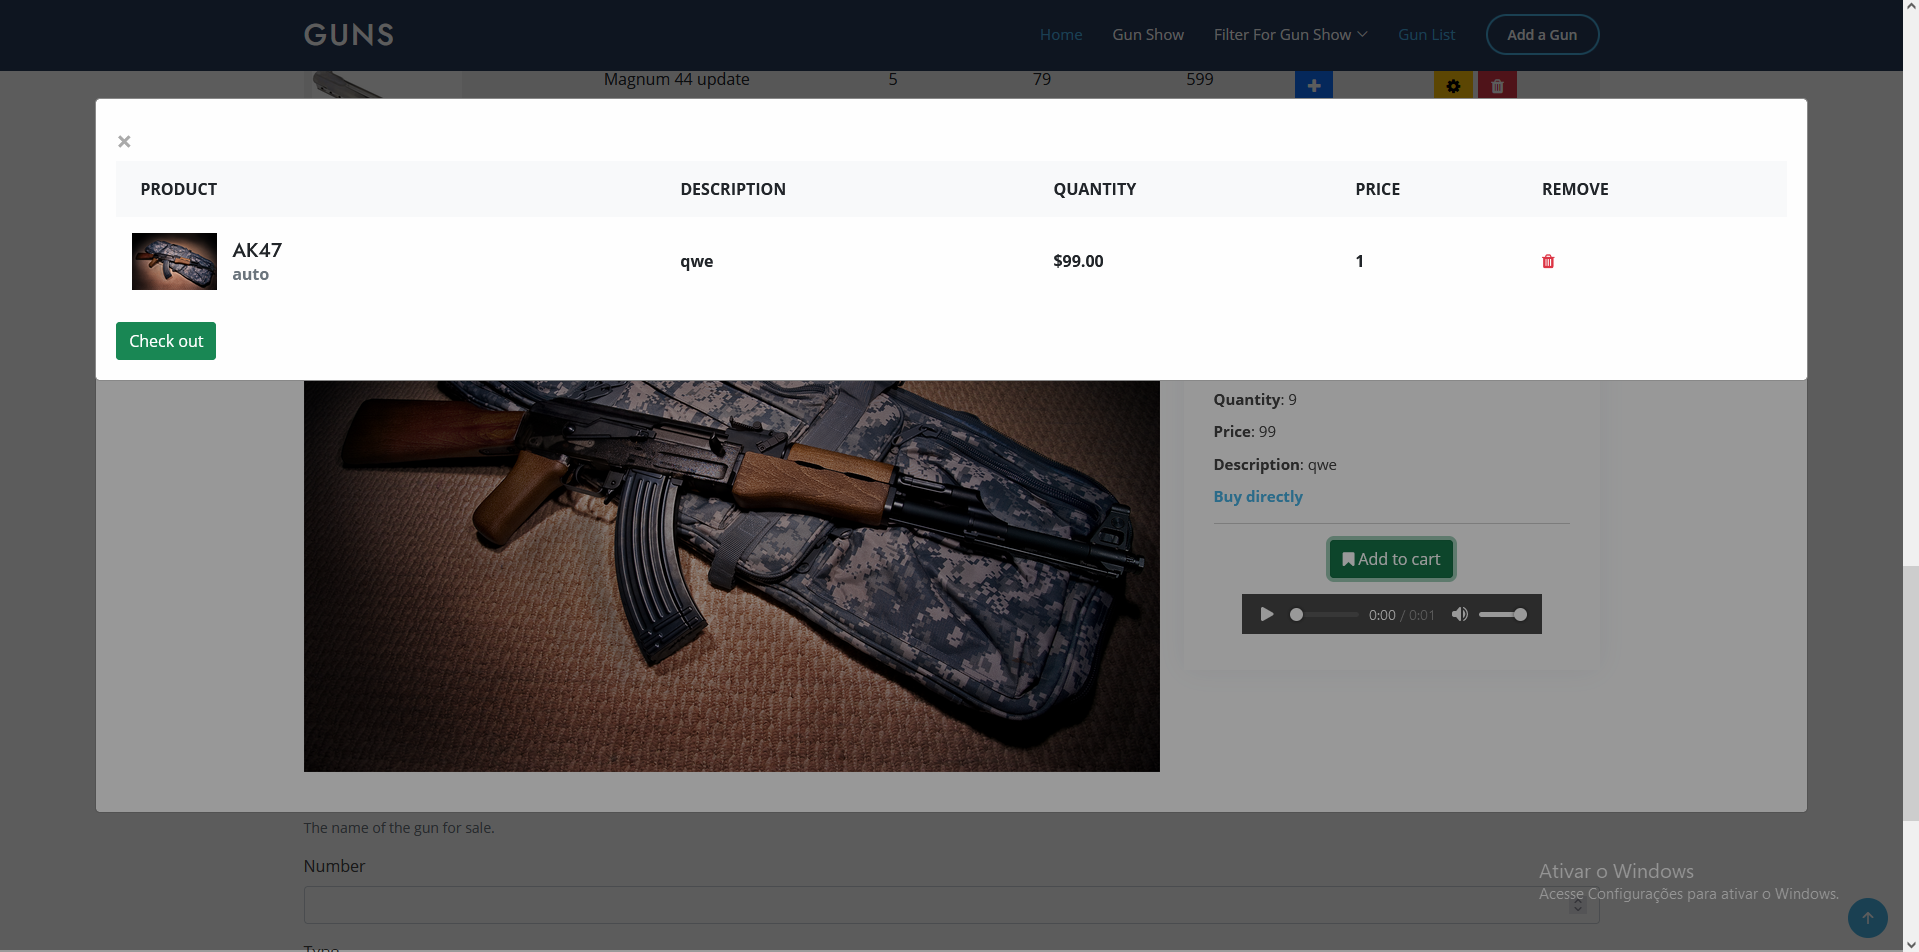 GUNS
Home
Gun Show
Filter For Gun Show
Gun List
Add a Gun
Magnum 44 update 5 79 599
×
PRODUCT DESCRIPTION QUANTITY PRICE REMOVE
AK47
auto
qwe
$99.00
1
Check out
Quantity: 9
Price: 99
Description: qwe
Buy directly
Add to cart
0:00 / 0:01
The name of the gun for sale.
Number
Type
Ativar o Windows
Acesse Configurações para ativar o Windows.